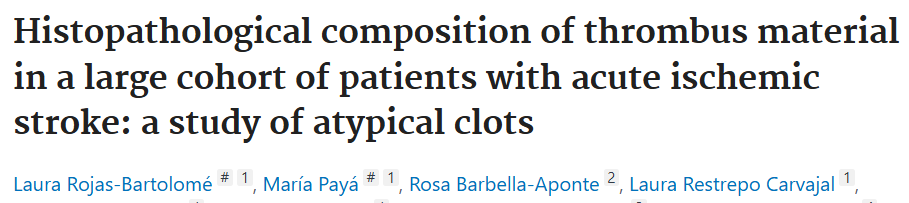 Histopathological composition of thrombus material
in a large cohort of patients with acute ischemic
stroke: a study of atypical clots
Laura Rojas-Bartolomé # 1, María Payá # 1, Rosa Barbella-Aponte 2, Laura Restrepo Carvajal 1,